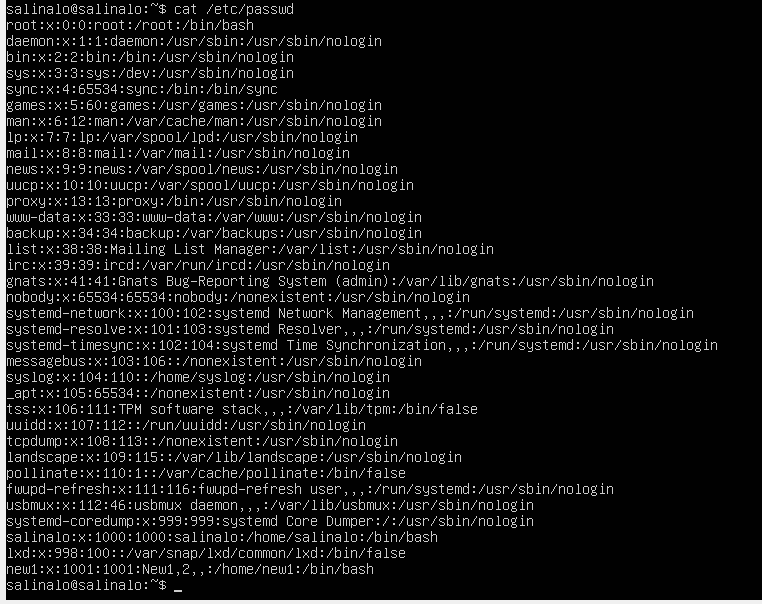 salinalo@salinalo:~$ cat /etc/passwd
root:x:0:0:root:/root:/bin/bash
daemon:x:1:1:daemon:/usr/sbin:/usr/sbin/nologin
bin:x:2:2:bin:/bin:/usr/sbin/nologin
sys:x:3:3:sys:/dev:/usr/sbin/nologin
sync:x:4:65534:sync:/bin:/bin/sync
games:x:5:60:games:/usr/games:/usr/sbin/nologin
man:x:6:12:man:/var/cache/man:/usr/sbin/nologin
lp:x:7:7:lp:/var/spool/lpd:/usr/sbin/nologin
mail:x:8:8:mail:/var/mail:/usr/sbin/nologin
news:x:9:9:news:/var/spool/news:/usr/sbin/nologin
uucp:x:10:10:uucp:/var/spool/uucp:/usr/sbin/nologin
proxy:x:13:13:proxy:/bin:/usr/sbin/nologin
www-data:x:33:33:www-data:/var/www:/usr/sbin/nologin
backup:x:34:34:backup:/var/backups:/usr/sbin/nologin
list:x:38:38:Mailing List Manager:/var/list:/usr/sbin/nologin
irc:x:39:39:ircd:/var/run/ircd:/usr/sbin/nologin
gnats:x:41:41:Gnats Bug-Reporting System (admin):/var/lib/gnats:/usr/sbin/nologin
nobody:x:65534:65534:nobody:/nonexistent:/usr/sbin/nologin
systemd-network:x:100:102:systemd Network Management,,,:/run/systemd:/usr/sbin/nologin
systemd-resolve:x:101:103:systemd Resolver,,,:/run/systemd:/usr/sbin/nologin
systemd-timesync:x:102:104:systemd Time Synchronization,,,:/run/systemd:/usr/sbin/nologin
messagebus:x:103:106::/nonexistent:/usr/sbin/nologin
syslog:x:104:110::/home/syslog:/usr/sbin/nologin
_apt:x:105:65534::/nonexistent:/usr/sbin/nologin
tss:x:106:111:TPM software stack,,,:/var/lib/tpm:/bin/false
uuidd:x:107:112::/run/uuidd:/usr/sbin/nologin
tcpdump:x:108:113::/nonexistent:/usr/sbin/nologin
landscape:x:109:115::/var/lib/landscape:/usr/sbin/nologin
pollinate:x:110:1::/var/cache/pollinate:/bin/false
fwupd-refresh:x:111:116:fwupd-refresh user,,,:/run/systemd:/usr/sbin/nologin
usbmux:x:112:46:usbmux daemon,,,:/var/lib/usbmux:/usr/sbin/nologin
systemd-coredump:x:999:999:systemd Core Dumper:/:/usr/sbin/nologin
salinalo:x:1000:1000:salinalo:/home/salinalo:/bin/bash
lxd:x:998:100::/var/snap/lxd/common/lxd:/bin/false
new1:x:1001:1001:New1,2,,:/home/new1:/bin/bash
salinalo@salinalo:~$ _